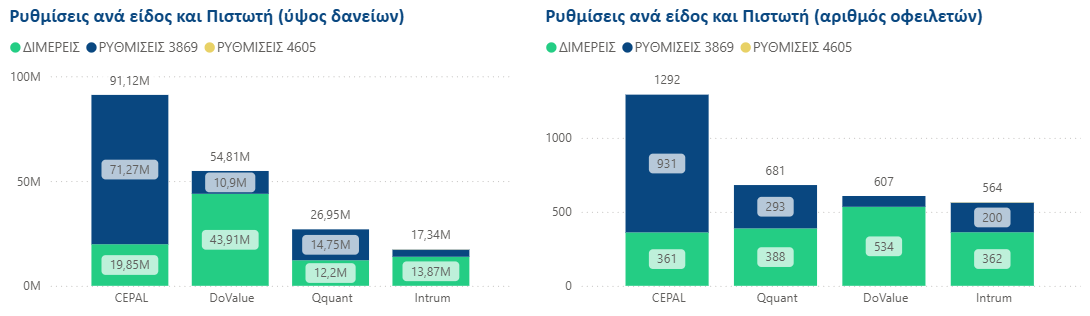 Ρυθμίσεις ανά είδος και Πιστωτή (ύψος δανείων)
ΔΙΜΕΡΕΙΣ ΡΥΘΜΙΣΕΙΣ 3869 ΡΥΘΜΙΣΕΙΣ 4605
100M
50M
0M
91,12M
71,27M
19,85M
54,81M
10,9M
43,91M
26,95M
14,75M
12,2M
17,34M
13,87M
CEPAL DoValue Qquant Intrum
Ρυθμίσεις ανά είδος και Πιστωτή (αριθμός οφειλετών)
ΔΙΜΕΡΕΙΣ ΡΥΘΜΙΣΕΙΣ 3869 ΡΥΘΜΙΣΕΙΣ 4605
1000
500
0
1292
931
361
681
293
388
607
534
564
200
362
CEPAL Qquant DoValue Intrum